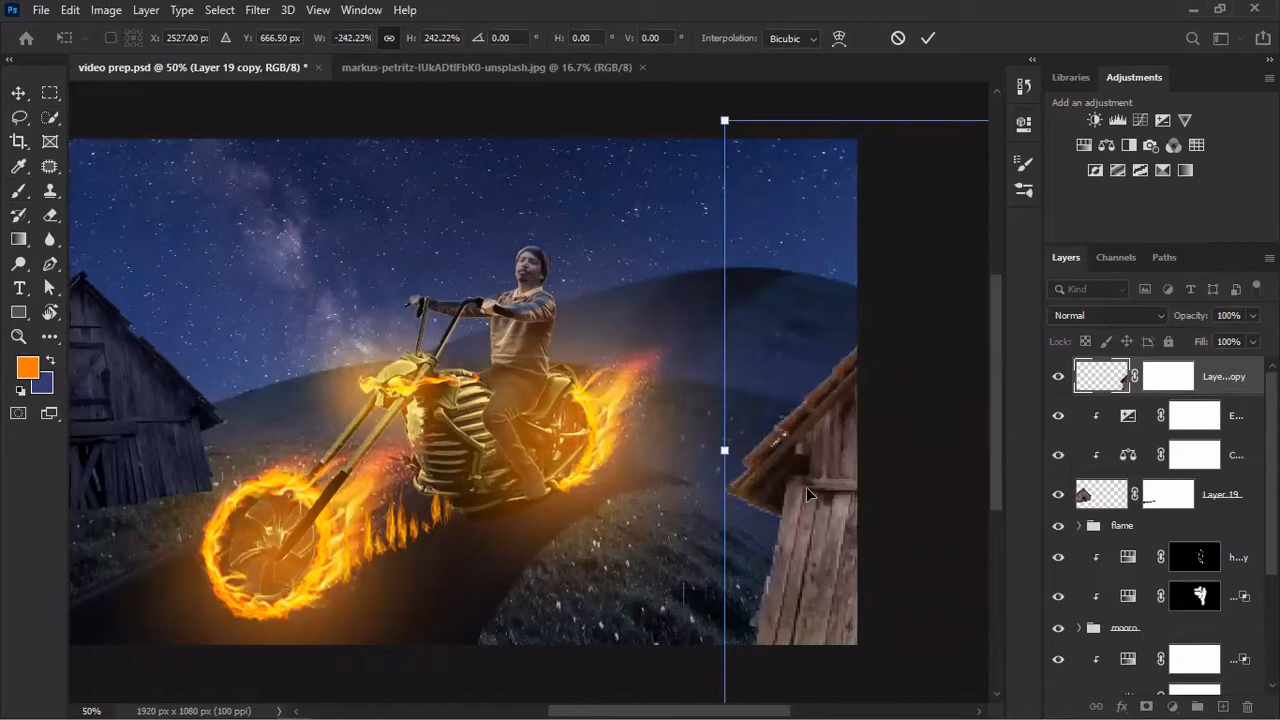 Ps File Edit Image Layer Type Select Filter 3D View Window Help
X: 2527.00 px Y: 666.50 px W: -242.22% H: 242.22% 0.00 ° H: 0.00 ° V: 0.00 ° Interpolation: Bicubic
video prep.psd @ 50% (Layer 19 copy, RGB/8) * × markus-petritz-IUkADtlFbK0-unsplash.jpg @ 16.7% (RGB/8) ×
Libraries Adjustments
Add an adjustment
Layers Channels Paths
Kind
Normal Opacity: 100%
Lock: Fill: 100%
Laye...opy
E...
C...
Layer 19
flame
h...y
...
...
50% 1920 px x 1080 px (100 ppi)